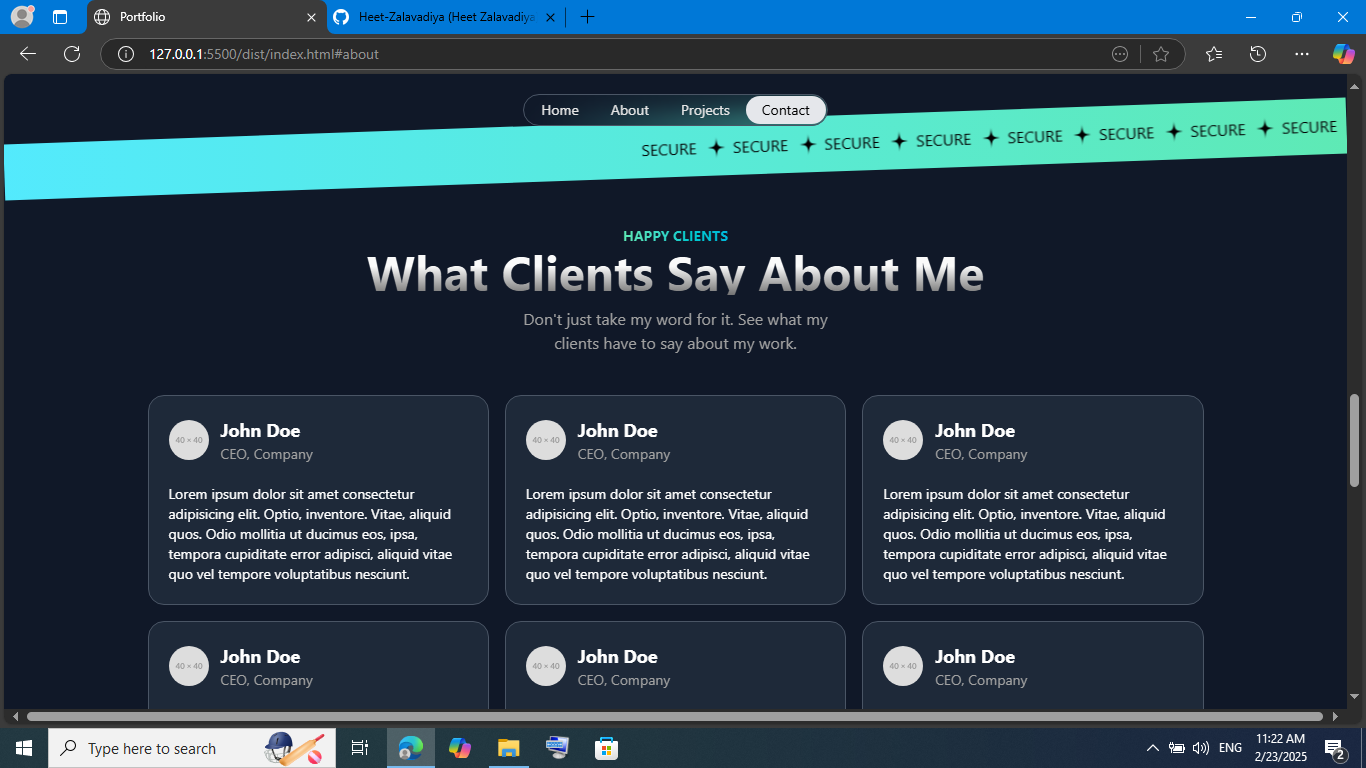 Portfolio
Heet-Zalavadiya (Heet Zalavadiya
127.0.0.1:5500/dist/index.html#about
Home About Projects Contact
SECURE SECURE SECURE SECURE SECURE SECURE SECURE SECURE
HAPPY CLIENTS
What Clients Say About Me
Don't just take my word for it. See what my
clients have to say about my work.
40 × 40
John Doe
CEO, Company
Lorem ipsum dolor sit amet consectetur
adipisicing elit. Optio, inventore. Vitae, aliquid
quos. Odio mollitia ut ducimus eos, ipsa,
tempora cupiditate error adipisci, aliquid vitae
quo vel tempore voluptatibus nesciunt.
40 × 40
John Doe
CEO, Company
Lorem ipsum dolor sit amet consectetur
adipisicing elit. Optio, inventore. Vitae, aliquid
quos. Odio mollitia ut ducimus eos, ipsa,
tempora cupiditate error adipisci, aliquid vitae
quo vel tempore voluptatibus nesciunt.
40 × 40
John Doe
CEO, Company
Lorem ipsum dolor sit amet consectetur
adipisicing elit. Optio, inventore. Vitae, aliquid
quos. Odio mollitia ut ducimus eos, ipsa,
tempora cupiditate error adipisci, aliquid vitae
quo vel tempore voluptatibus nesciunt.
40 × 40
John Doe
CEO, Company
40 × 40
John Doe
CEO, Company
40 × 40
John Doe
CEO, Company
Type here to search
ENG
11:22 AM
2/23/2025
2